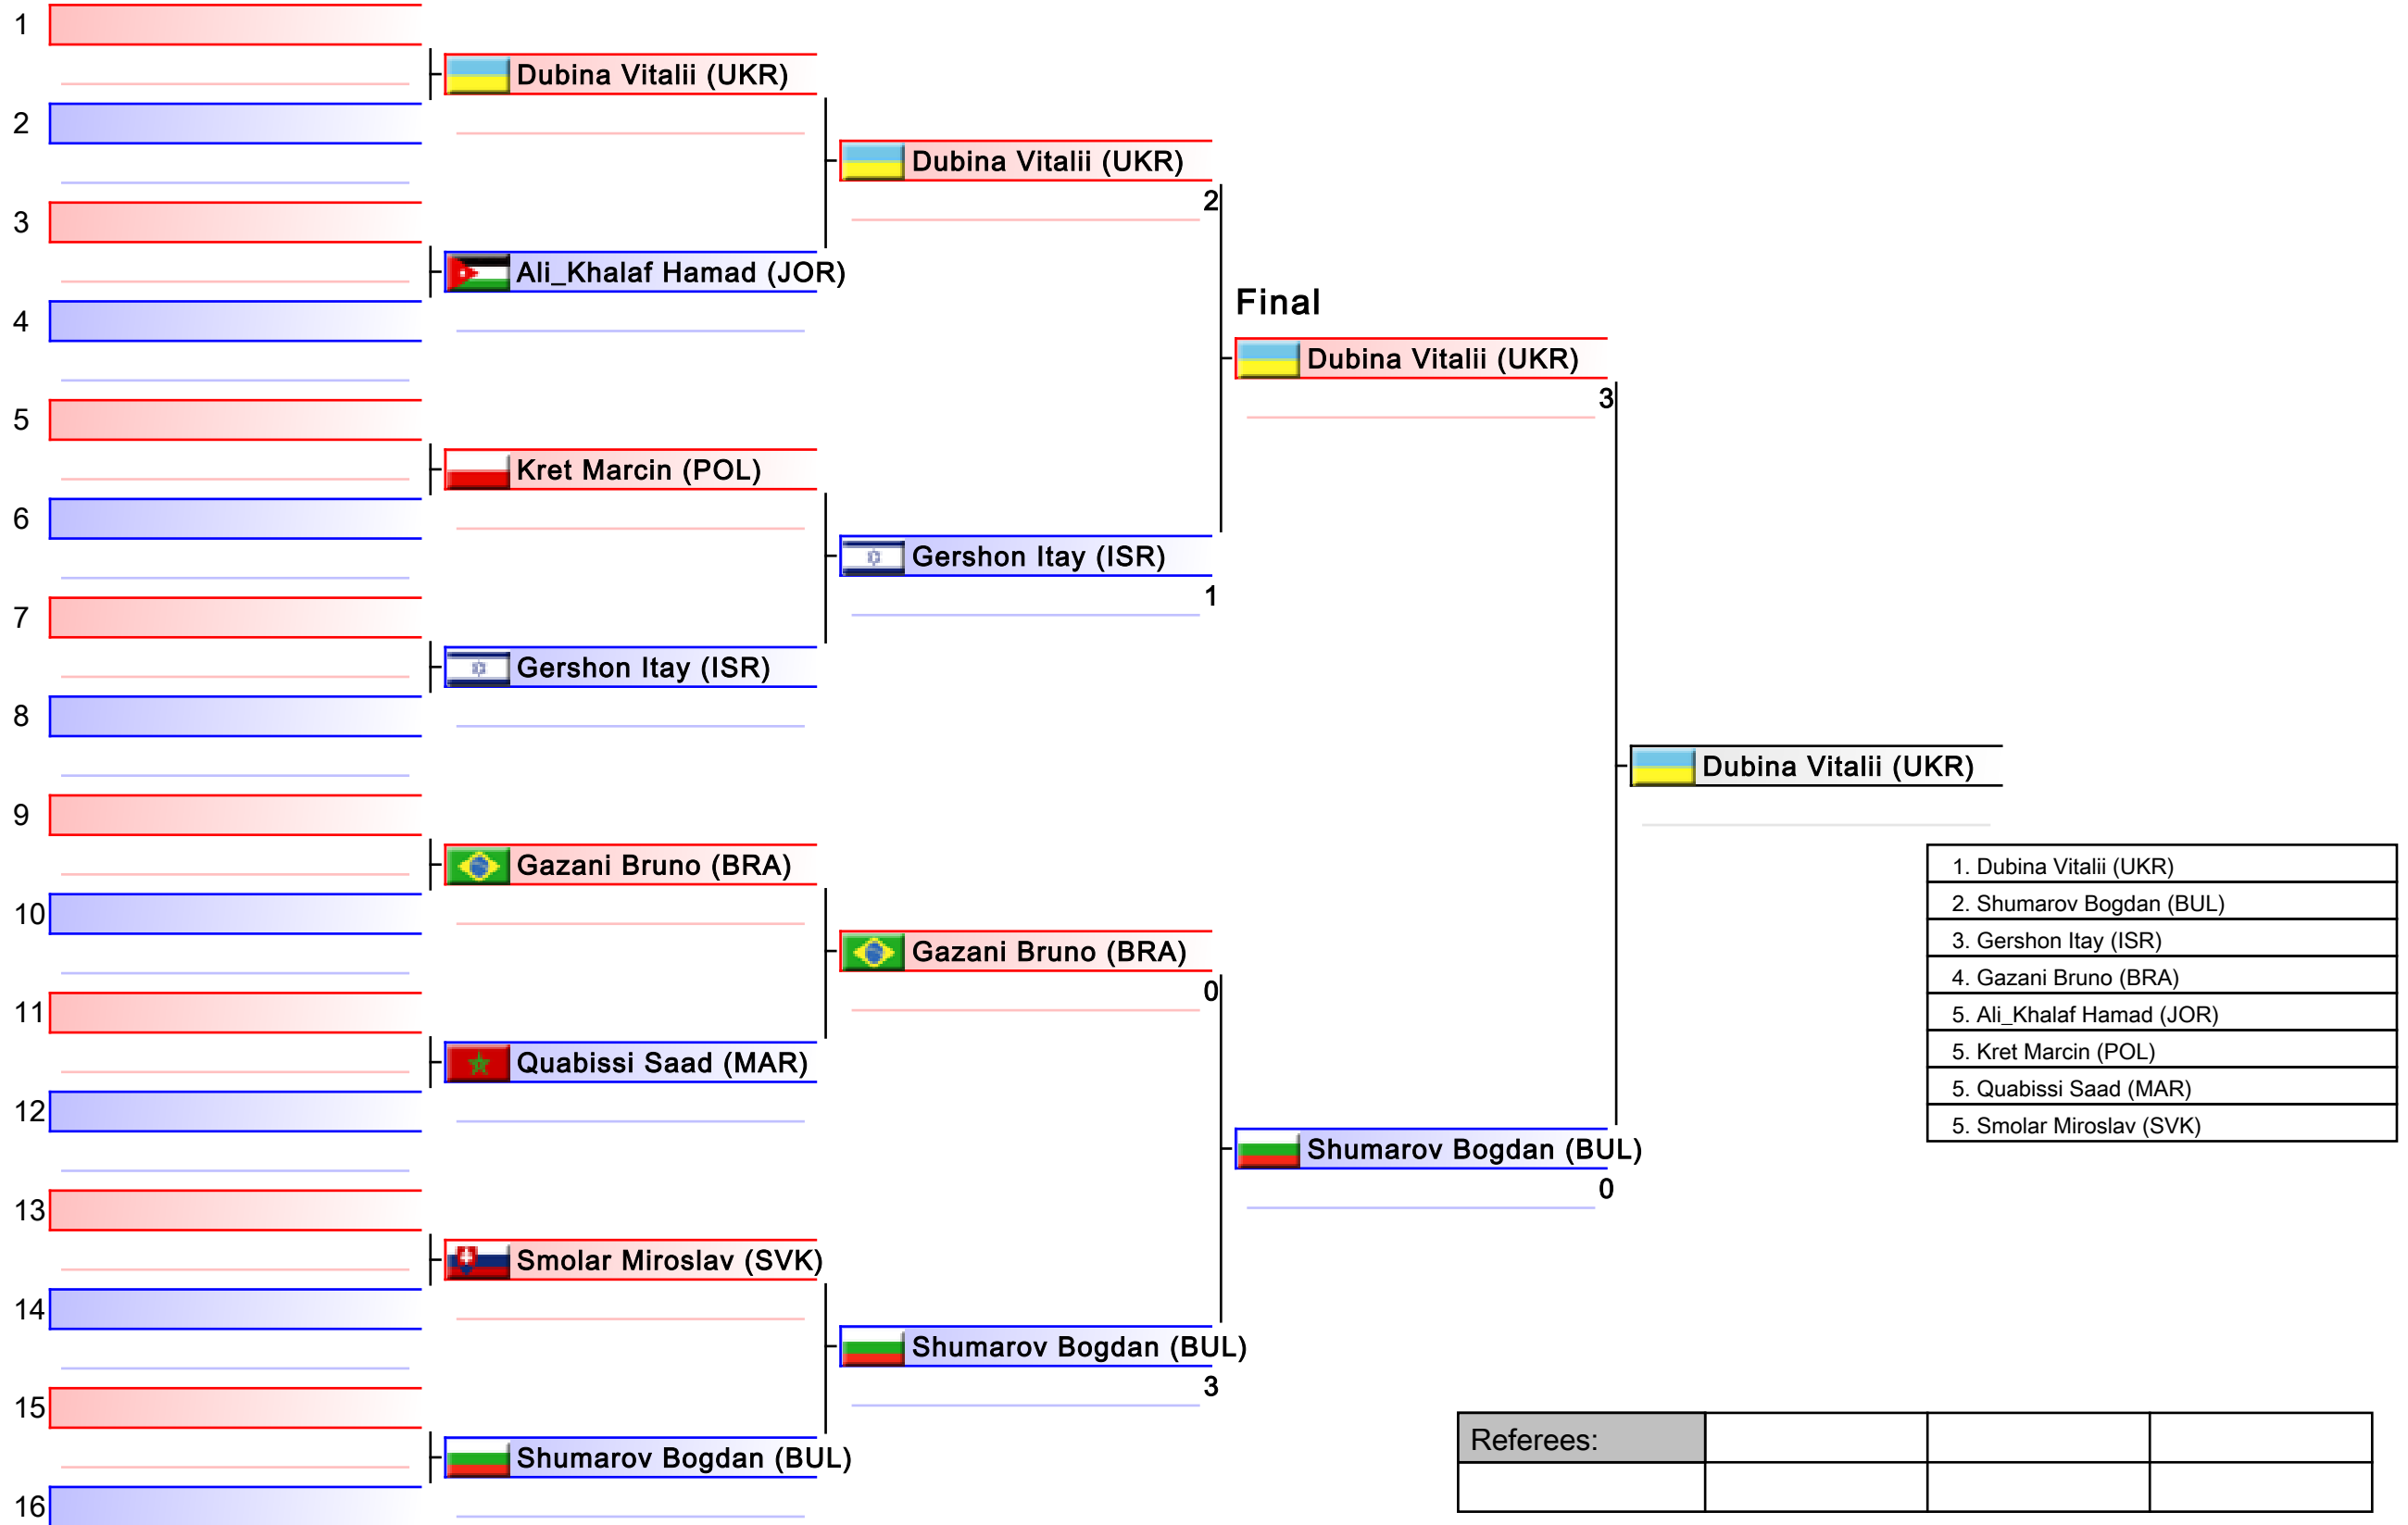 1
Dubina Vitalii (UKR)
2
Dubina Vitalii (UKR)
2
3
Ali_Khalaf Hamad (JOR)
Final
4
Dubina Vitalii (UKR)
3
5
Kret Marcin (POL)
6
Gershon Itay (ISR)
1
7
Gershon Itay (ISR)
8
Dubina Vitalii (UKR)
9
Gazani Bruno (BRA)
10
Gazani Bruno (BRA)
0
11
Quabissi Saad (MAR)
12
Shumarov Bogdan (BUL)
0
13
Smolar Miroslav (SVK)
14
Shumarov Bogdan (BUL)
3
15
Shumarov Bogdan (BUL)
16
1. Dubina Vitalii (UKR)
2. Shumarov Bogdan (BUL)
3. Gershon Itay (ISR)
4. Gazani Bruno (BRA)
5. Ali_Khalaf Hamad (JOR)
5. Kret Marcin (POL)
5. Quabissi Saad (MAR)
5. Smolar Miroslav (SVK)
Referees: